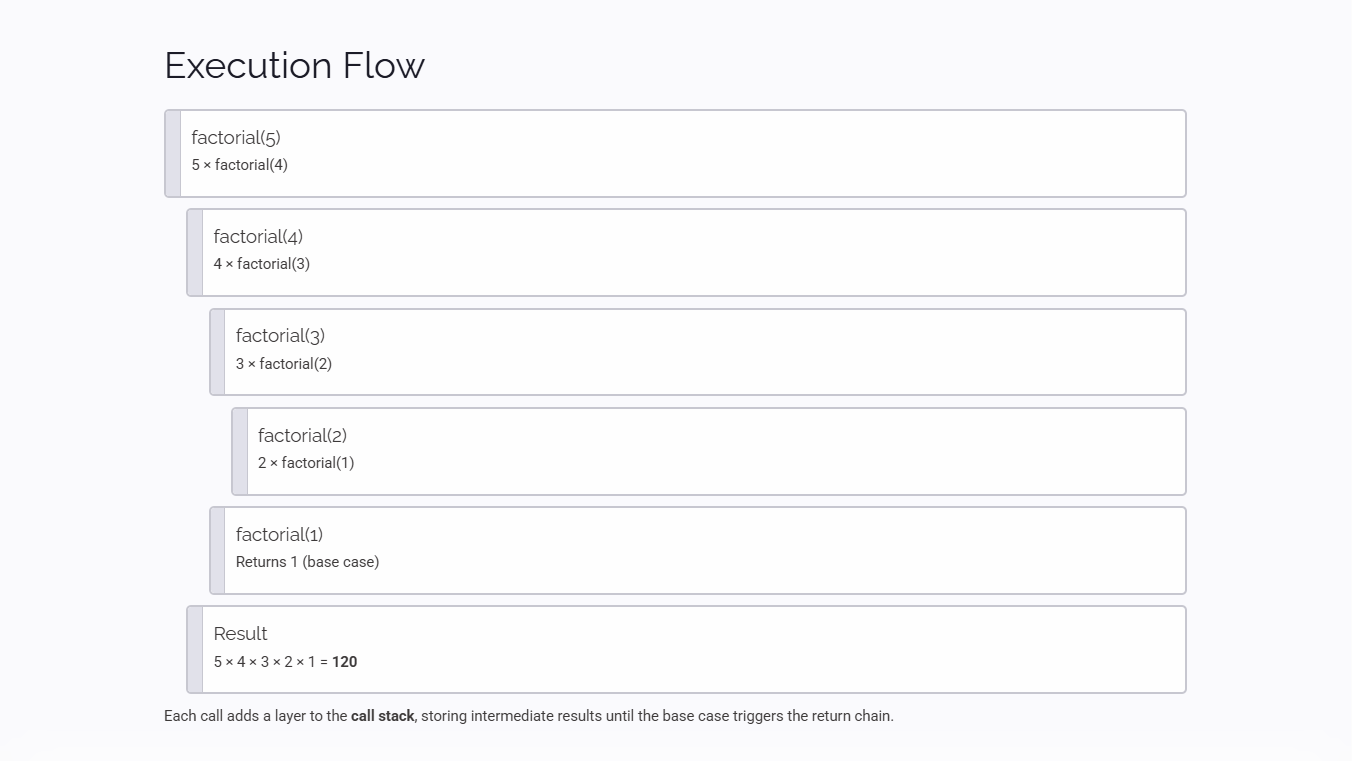 Execution Flow
factorial(5)
5 × factorial(4)
factorial(4)
4 × factorial(3)
factorial(3)
3 × factorial(2)
factorial(2)
2 × factorial(1)
factorial(1)
Returns 1 (base case)
Result
5 × 4 × 3 × 2 × 1 = 120
Each call adds a layer to the call stack, storing intermediate results until the base case triggers the return chain.